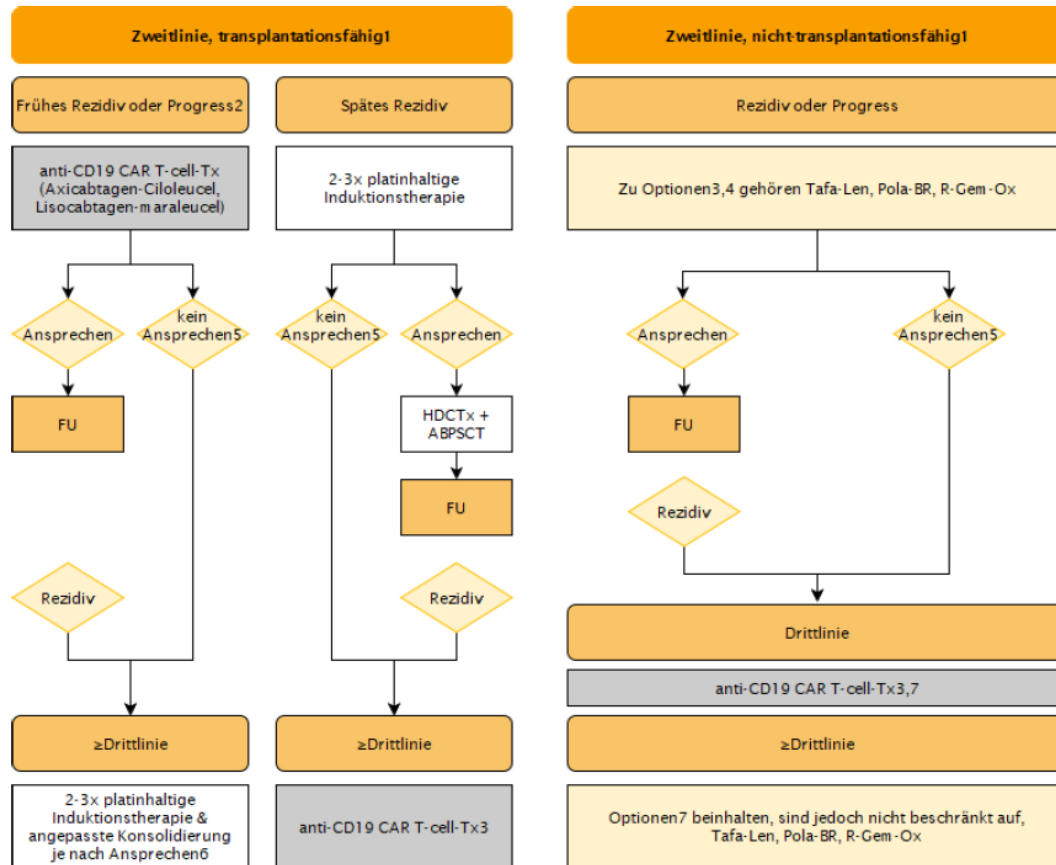 Zweitlinie, transplantationsfähig1
Frühes Rezidiv oder Progress2
anti-CD19 CAR T-cell-Tx
(Axicabtagen-Ciloleucel,
Lisocabtagen-maraleucel)
Ansprechen
kein
Ansprechen5
FU
Rezidiv
≥Drittlinie
2-3x platinhaltige
Induktionstherapie &
angepasste Konsolidierung
je nach Ansprechen6
Spätes Rezidiv
2-3x platinhaltige
Induktionstherapie
kein
Ansprechen5
Ansprechen
HDCTx +
ABPSCT
FU
Rezidiv
≥Drittlinie
anti-CD19 CAR T-cell-Tx3
Zweitlinie, nicht-transplantationsfähig1
Rezidiv oder Progress
Zu Optionen3,4 gehören Tafa-Len, Pola-BR, R-Gem-Ox
Ansprechen
kein
Ansprechen5
FU
Rezidiv
Drittlinie
anti-CD19 CAR T-cell-Tx3,7
≥Drittlinie
Optionen7 beinhalten, sind jedoch nicht beschränkt auf,
Tafa-Len, Pola-BR, R-Gem-Ox